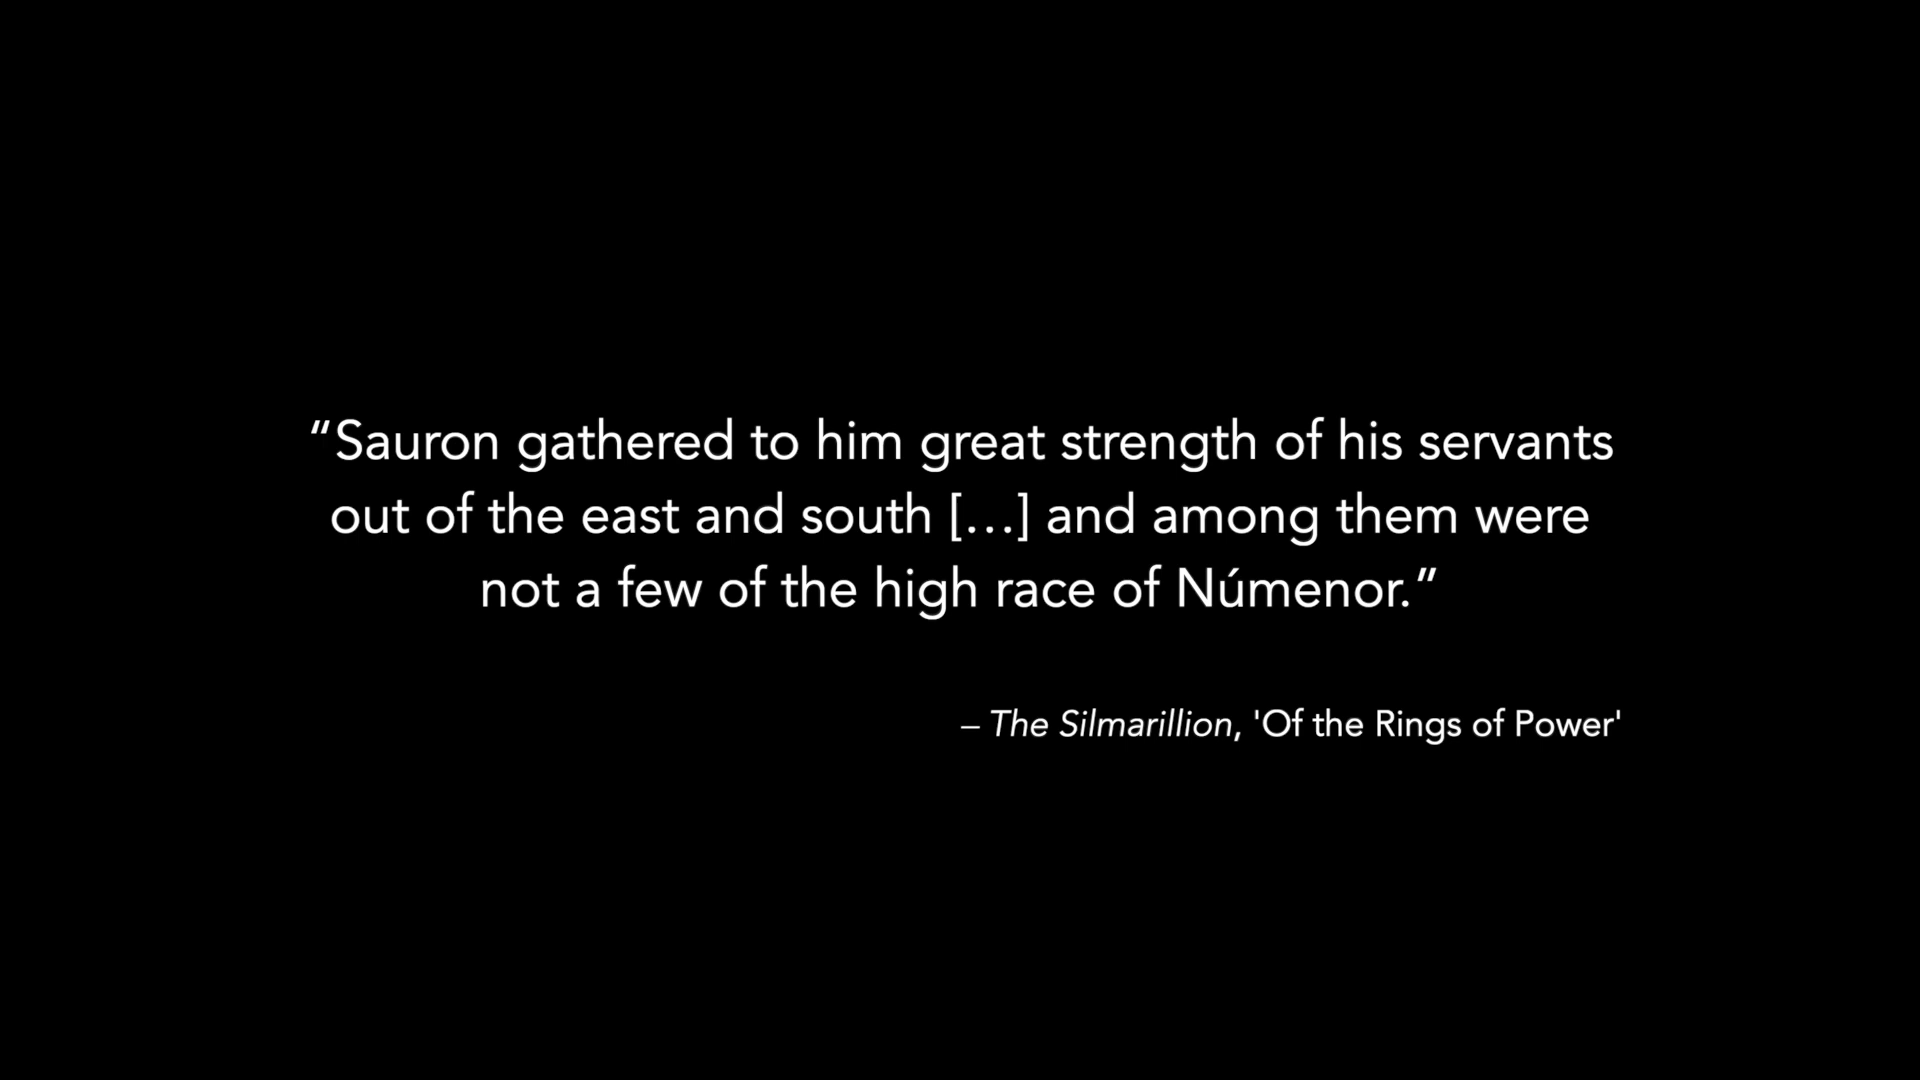 “Sauron gathered to him great strength of his servants
out of the east and south […] and among them were
not a few of the high race of Númenor.”
– The Silmarillion, 'Of the Rings of Power'